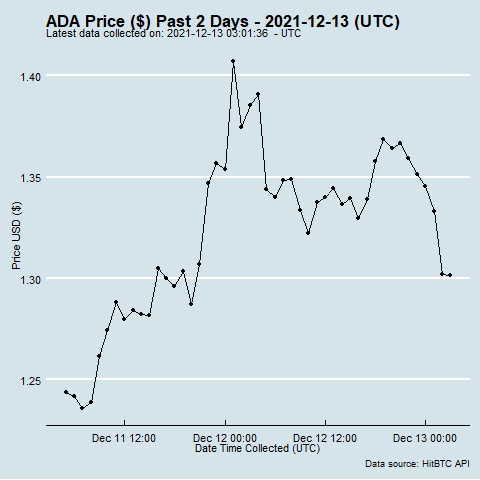 ADA Price ($) Past 2 Days - 2021-12-13 (UTC)
Latest data collected on: 2021-12-13 03:01:36 - UTC
1.40
1.35
1.30
1.25
Price USD ($)
Dec 11 12:00
Dec 12 00:00
Dec 12 12:00
Dec 13 00:00
Date Time Collected (UTC)
Data source: HitBTC API